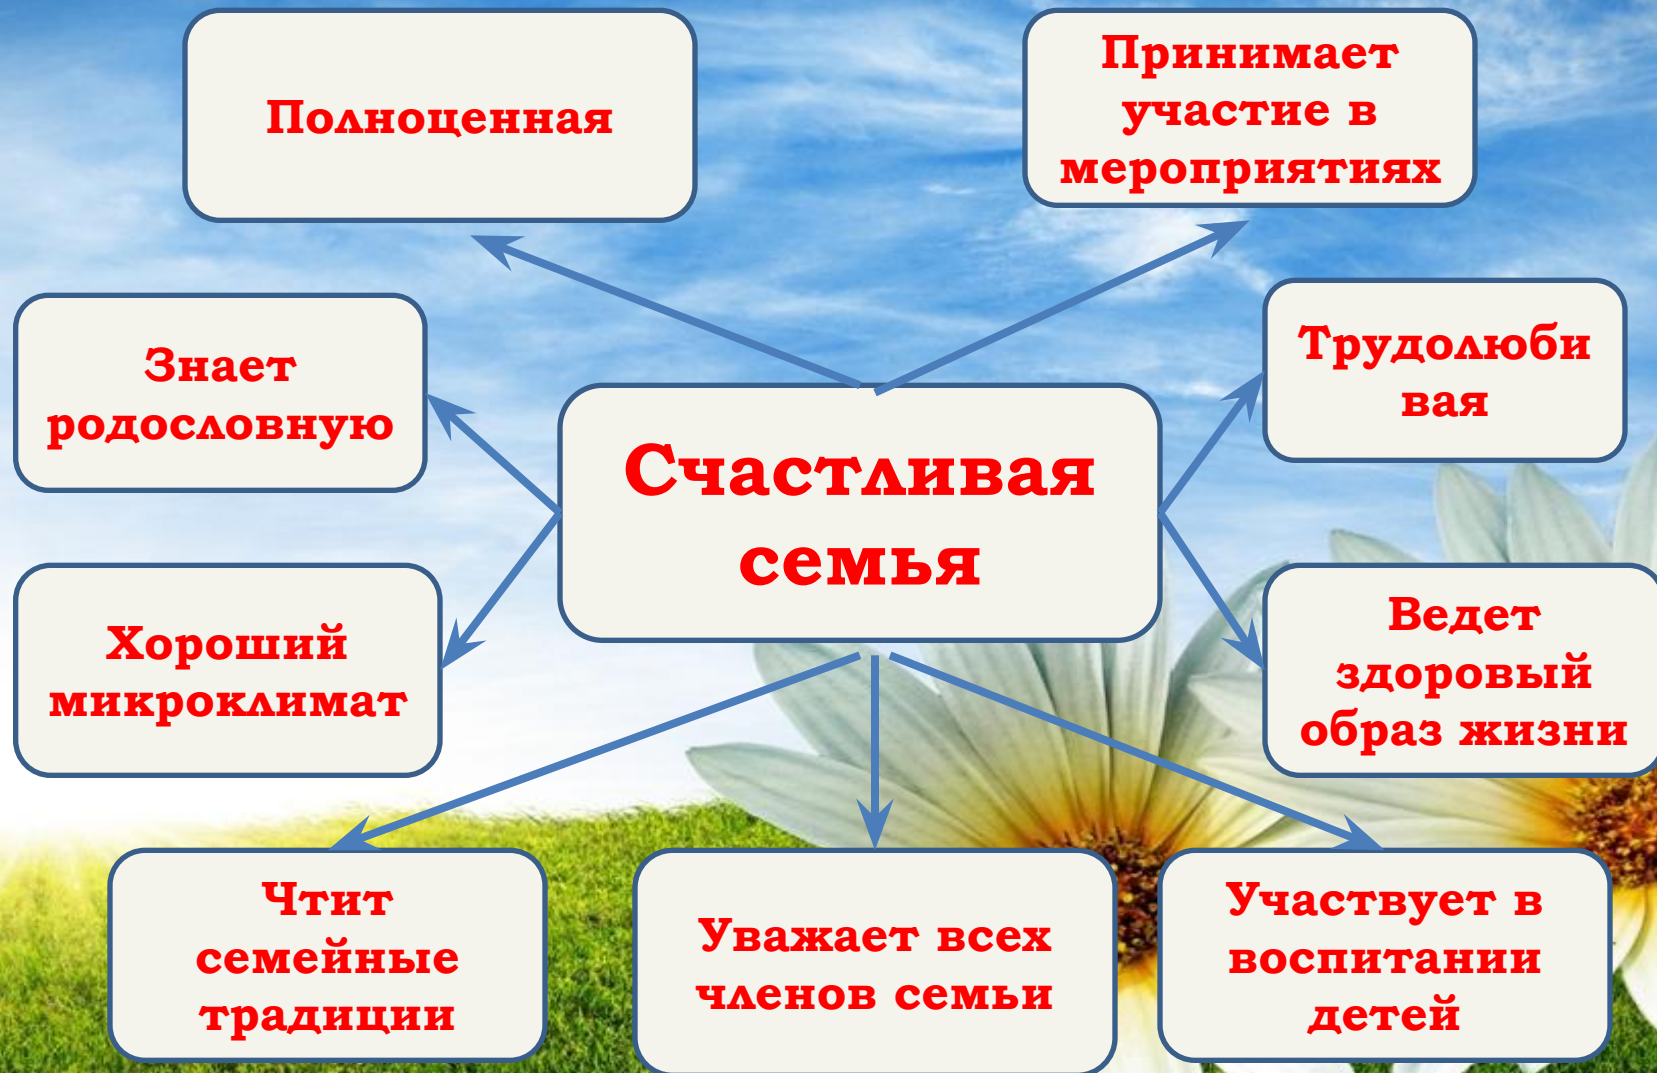 Полноценная
Принимает
участие в
мероприятиях
Знает
родословную
Трудолюби
вая
Счастливая
семья
Хороший
микроклимат
Ведет
здоровый
образ жизни
Чтит
семейные
традиции
Уважает всех
членов семьи
Участвует в
воспитании
детей